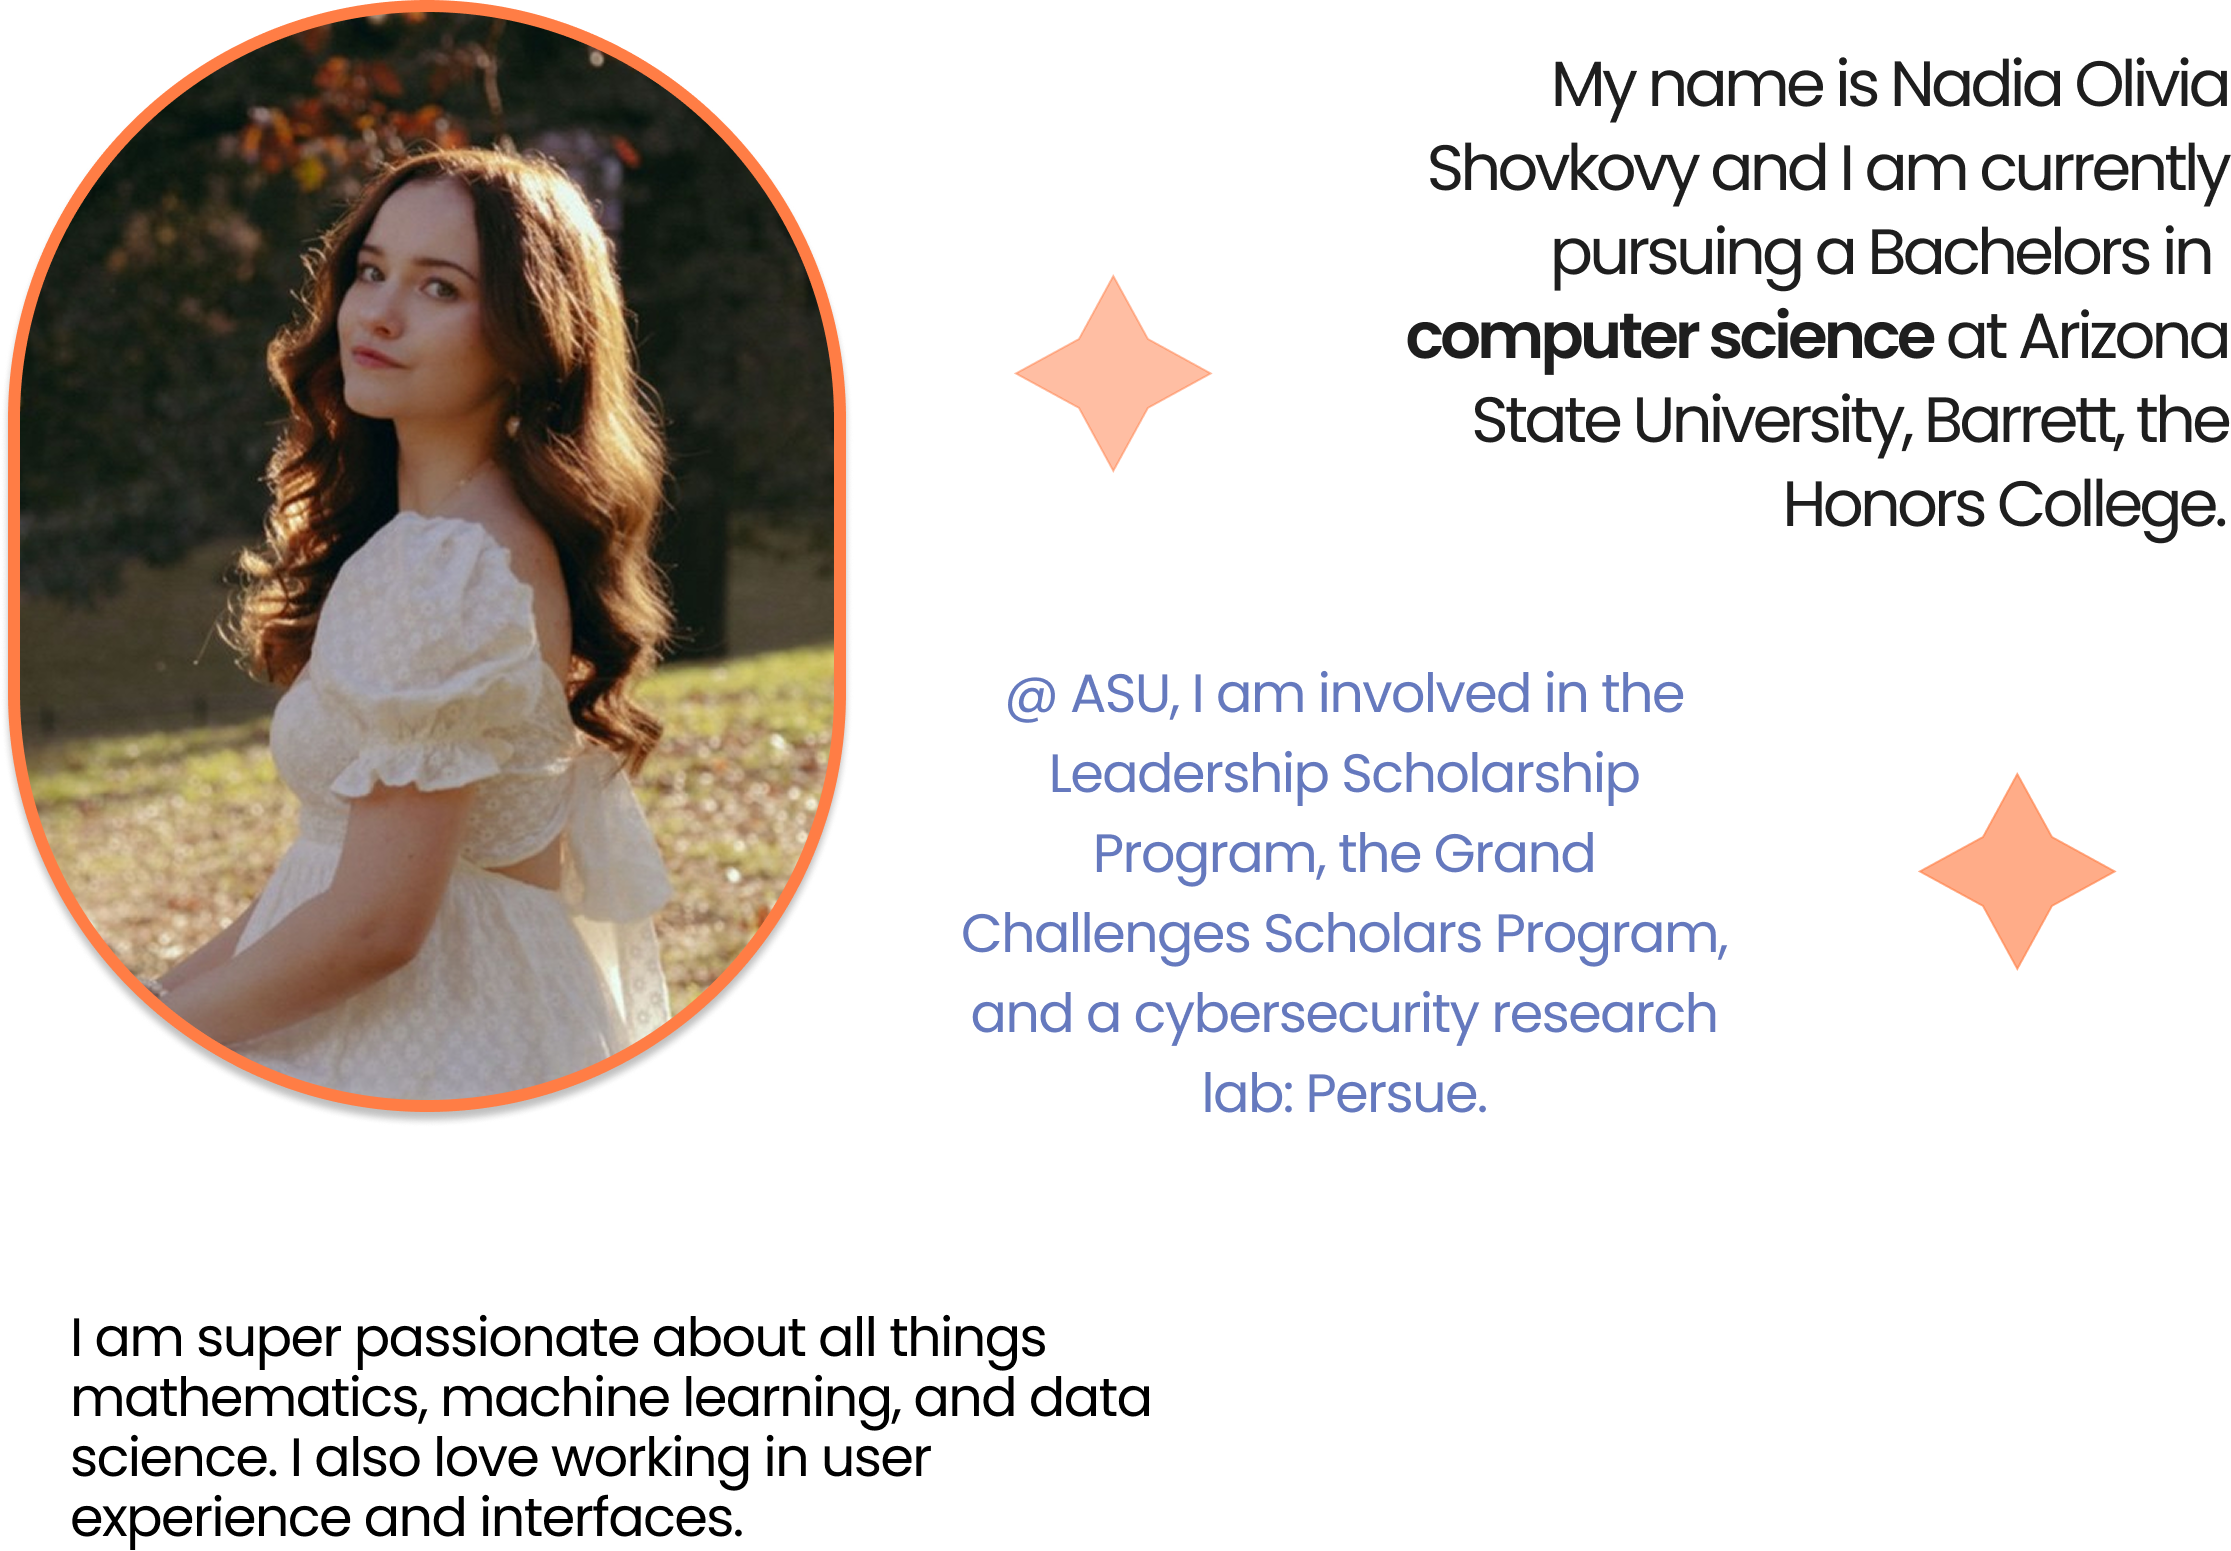 My name is Nadia Olivia
Shovkovy and I am currently
pursuing a Bachelors in
computer science at Arizona
State University, Barrett, the
Honors College.
@ ASU, I am involved in the
Leadership Scholarship
Program, the Grand
Challenges Scholars Program,
and a cybersecurity research
lab: Persue.
I am super passionate about all things
mathematics, machine learning, and data
science. I also love working in user
experience and interfaces.